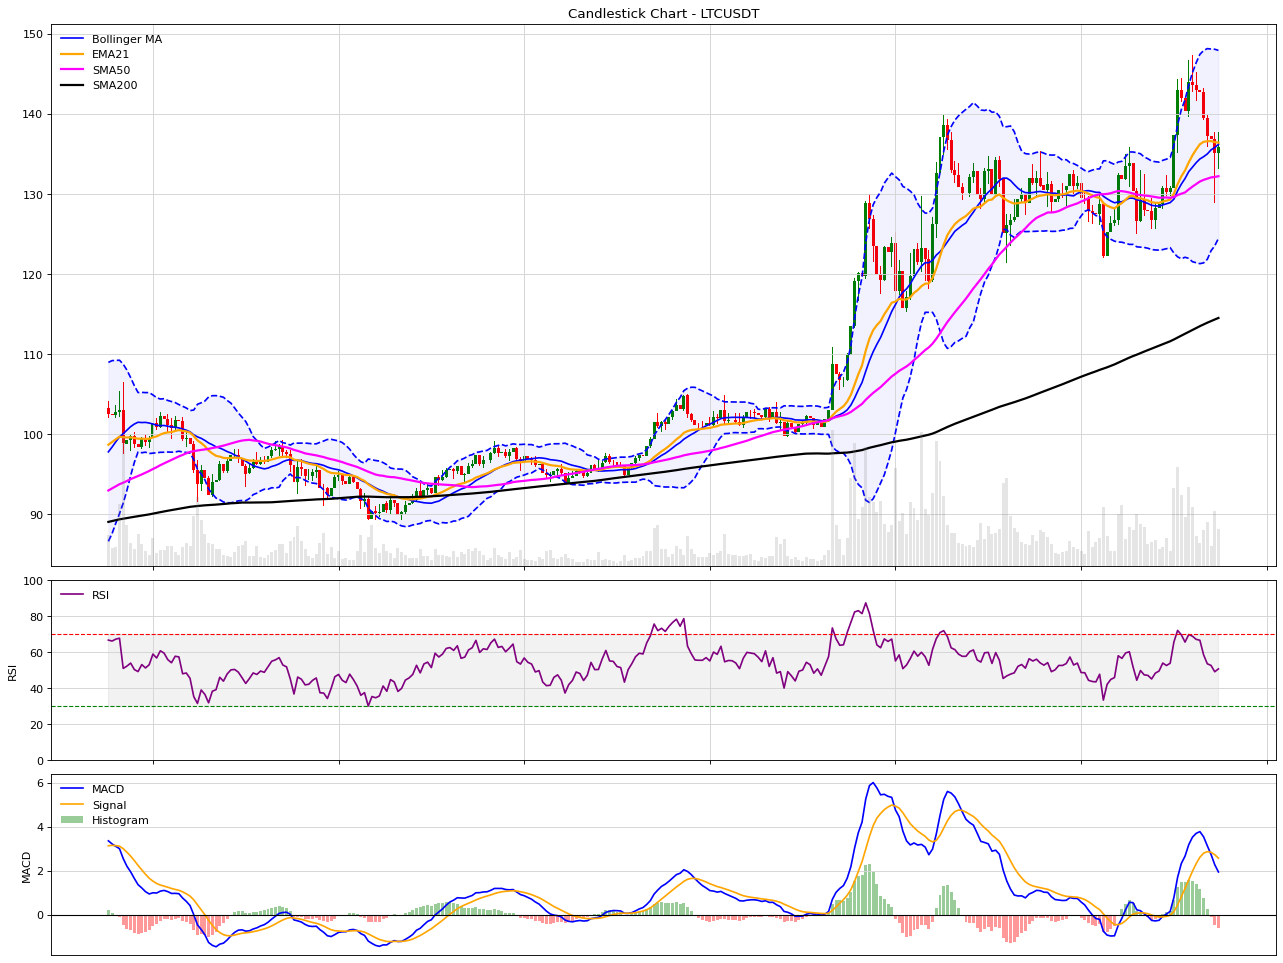 Candlestick Chart - LTCUSDT
150
140
130
120
110
100
90
Bollinger MA
EMA21
SMA50
SMA200
100
80
60
40
20
0
RSI
RSI
6
4
2
0
MACD
MACD
Signal
Histogram